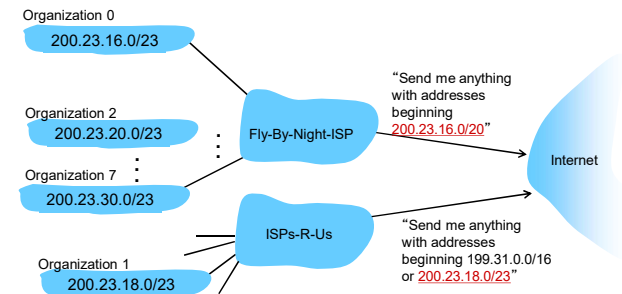 Organization 0
200.23.16.0/23
Organization 2
200.23.20.0/23
Organization 7
200.23.30.0/23
Fly-By-Night-ISP
“Send me anything
with addresses
beginning
200.23.16.0/20”
Internet
ISPs-R-Us
“Send me anything
with addresses
beginning 199.31.0.0/16
or 200.23.18.0/23”
Organization 1
200.23.18.0/23